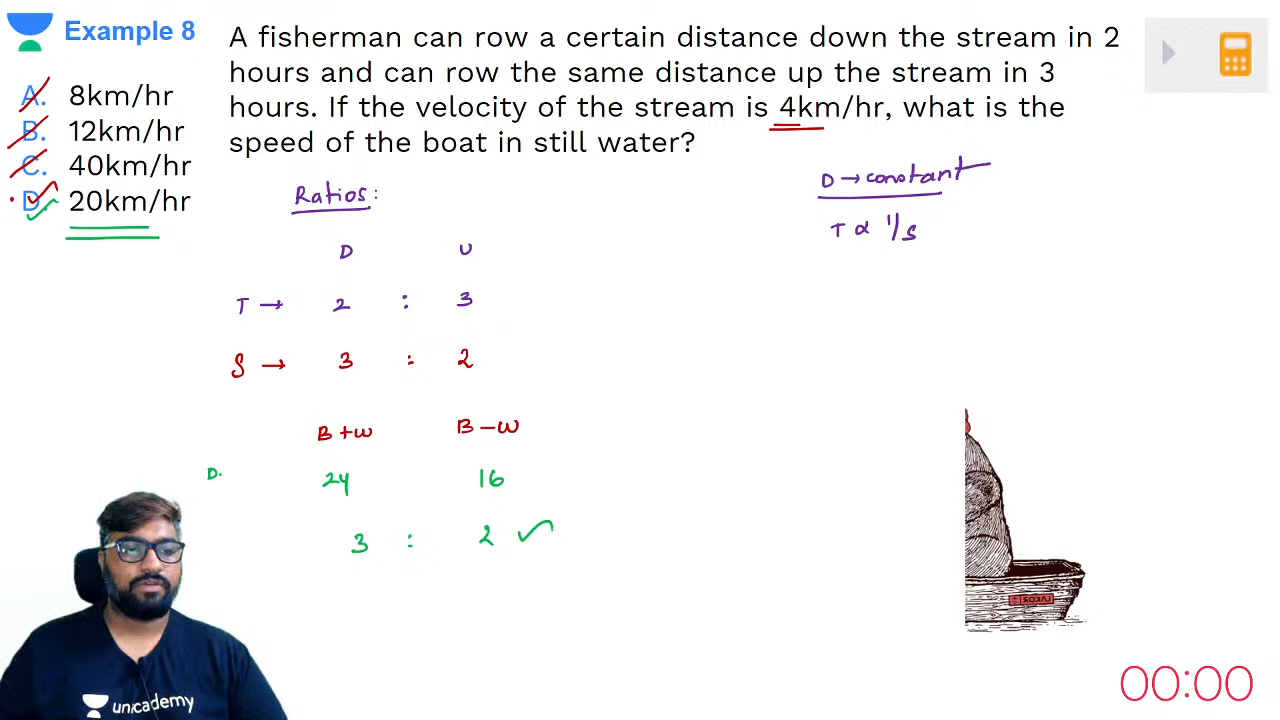 Example 8
A fisherman can row a certain distance down the stream in 2
hours and can row the same distance up the stream in 3
hours. If the velocity of the stream is 4km/hr, what is the
speed of the boat in still water?
A. 8km/hr
B. 12km/hr
C. 40km/hr
D. 20km/hr
Ratios:
D → constant
T ∝ 1/S
D U
T → 2 : 3
S → 3 : 2
B+W B-W
D. 24 16
3 : 2
unacademy
00:00